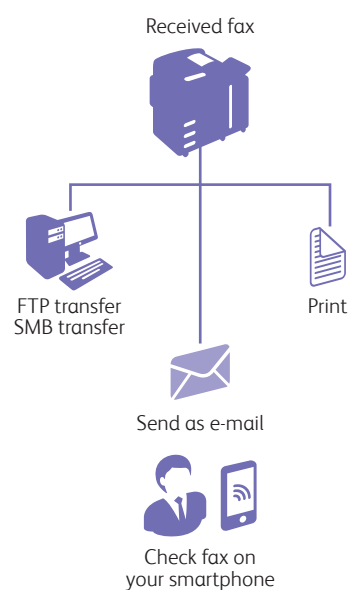 Received fax
FTP transfer
SMB transfer
Print
Send as e-mail
Check fax on
your smartphone